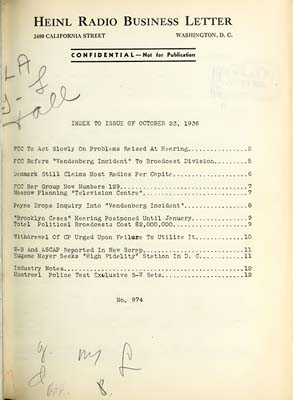 HEINL RADIO BUSINESS LETTER
2400 CALIFORNIA STREET WASHINGTON, D. C.
CONFIDENTIAL — Not for Publication
INDEX TO ISSUE OF OCTOBER 23, 1936
FCC To Act Slowly On Problems Raised At Hearing..................2
FCC Refers "Vandenberg Incident" To Broadcast Division..........5
Denmark Still Claims Most Radios Per Capita......................6
FCC Bar Group Now Numbers 129....................................7
Moscow Planning "Television Centre"..............................7
Payne Drops Inquiry Into "Vandenberg Incident"...................8
"Brooklyn Cases" Hearing Postponed Until January.................9
Total Political Broadcasts Cost $2,000,000.......................9
Withdrawal Of CP Urged Upon Failure To Utilize It...............10
W-B And ASCAP Reported In New Scrap.............................11
Eugene Meyer Seeks "High Fidelity" Station In D. C..............11
Industry Notes..................................................12
Montreal Police Test Exclusive S-W Sets.........................12
No. 974